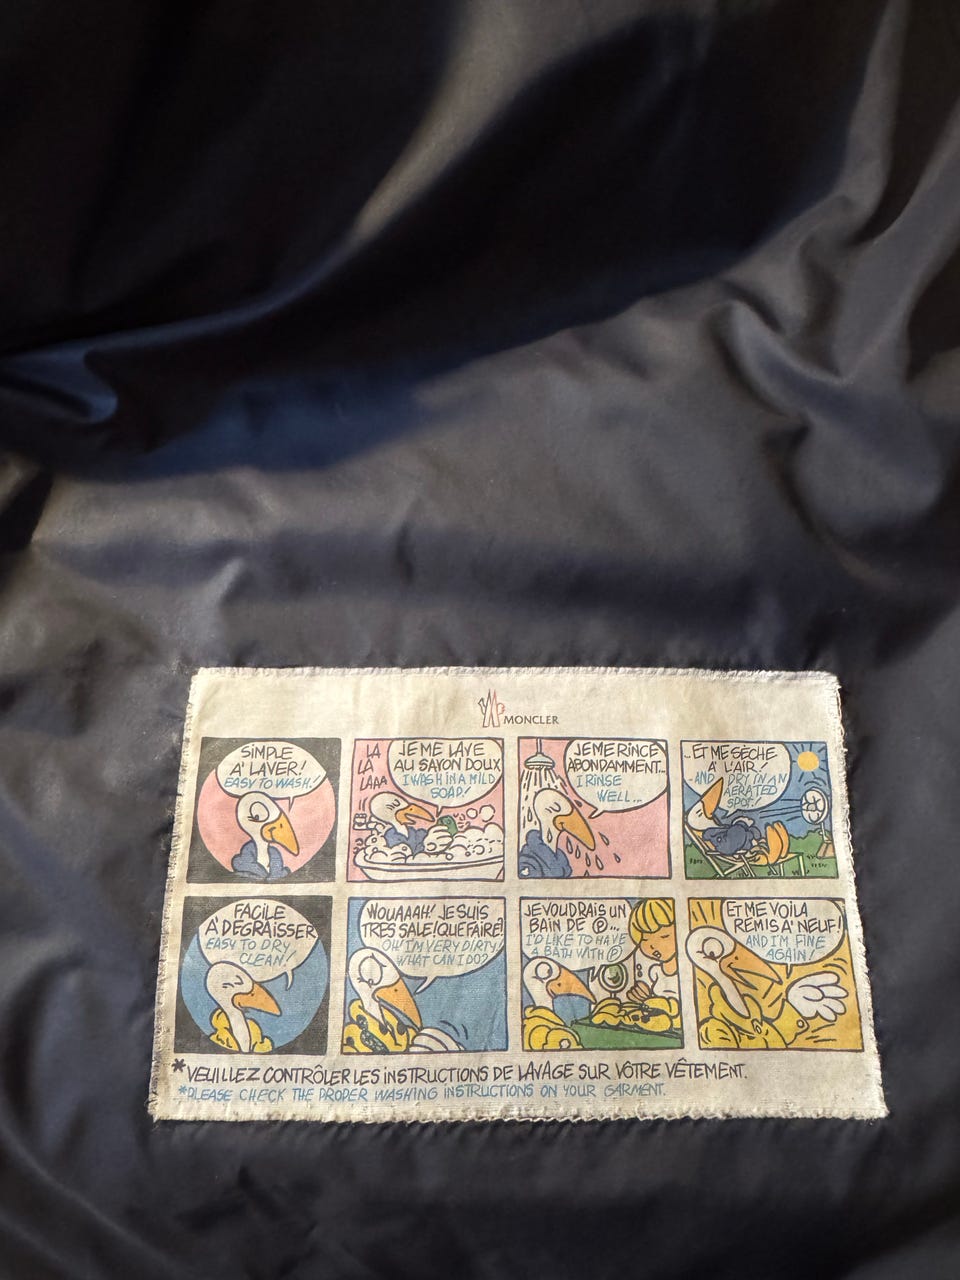 MONCLER
SIMPLE
A' LAVER!
EASY TO WASH!
LA
LA
LAAA
JE ME LAVE
AU SAVON DOUX
I WASH IN A MILD
SOAP!
JE ME RINCE
ABONDAMMENT...
I RINSE
WELL...
...ET ME SÈCHE
A' L'AIR!
...AND I DRY IN AN
AERATED
SPOT!
FACILE
A' DEGRAISSER
EASY TO DRY
CLEAN!
WOUAAAH! JE SUIS
TRES SALE! QUE FAIRE?
OH! I'M VERY DIRTY!
WHAT CAN I DO?
JE VOUDRAIS UN
BAIN DE Ⓟ...
I'D LIKE TO HAVE
A BATH WITH Ⓟ
ET ME VOILA
REMIS A' NEUF!
AND I'M FINE
AGAIN!
*VEUILLEZ CONTRÔLER LES INSTRUCTIONS DE LAVAGE SUR VÔTRE VÊTEMENT.
*PLEASE CHECK THE PROPER WASHING INSTRUCTIONS ON YOUR GARMENT.